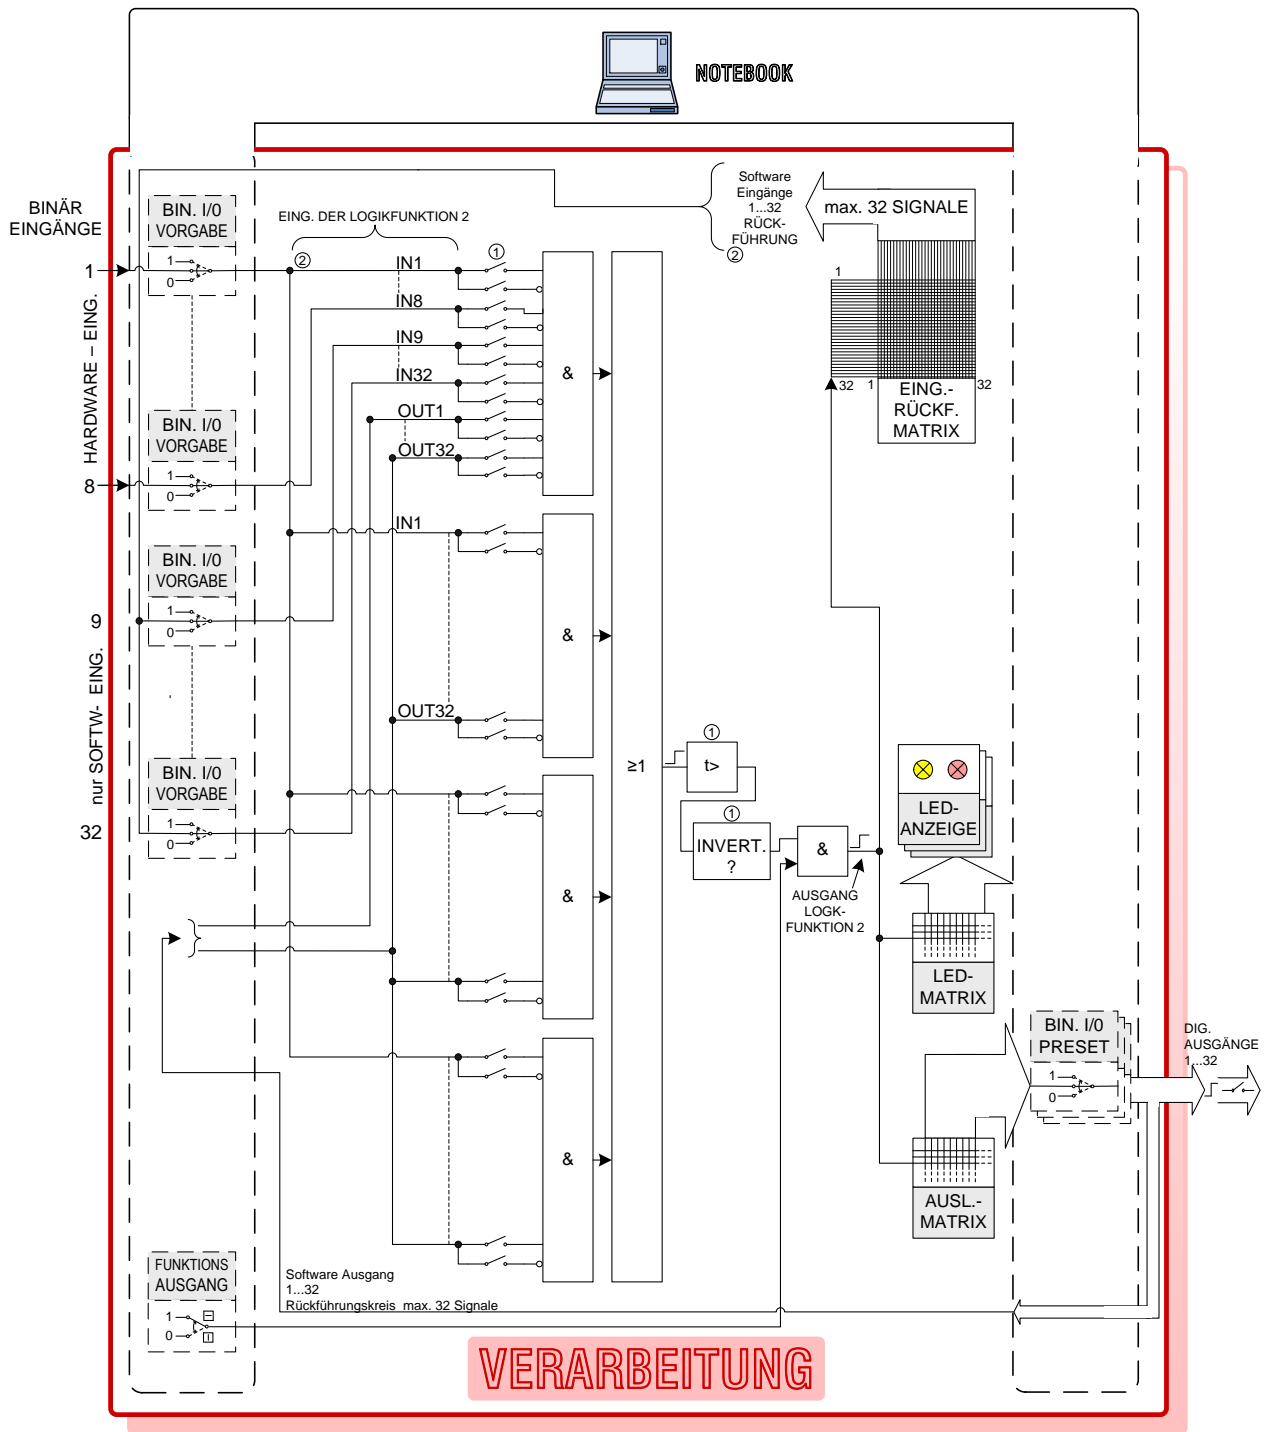 NOTEBOOK
BINÄR
EINGÄNGE
BIN. I/0
VORGABE
1
0
1
HARDWARE – EING.
BIN. I/0
VORGABE
1
0
8
BIN. I/0
VORGABE
1
0
9
nur SOFTW- EING.
BIN. I/0
VORGABE
1
0
32
EING. DER LOGIKFUNKTION 2
②
①
IN1
IN8
IN9
IN32
OUT1
OUT32
&
IN1
OUT32
&
&
&
≥1
Software
Eingänge
1...32
RÜCK-
FÜHRUNG
②
max. 32 SIGNALE
1
32
1
32
EING.-
RÜCKF.
MATRIX
①
t>
①
INVERT.
?
&
AUSGANG
LOGK-
FUNKTION 2
LED-
ANZEIGE
LED-
MATRIX
BIN. I/0
PRESET
1
0
DIG.
AUSGÄNGE
1...32
AUSL.-
MATRIX
FUNKTIONS
AUSGANG
1
0
Software Ausgang
1...32
Rückführungskreis max. 32 Signale
VERARBEITUNG